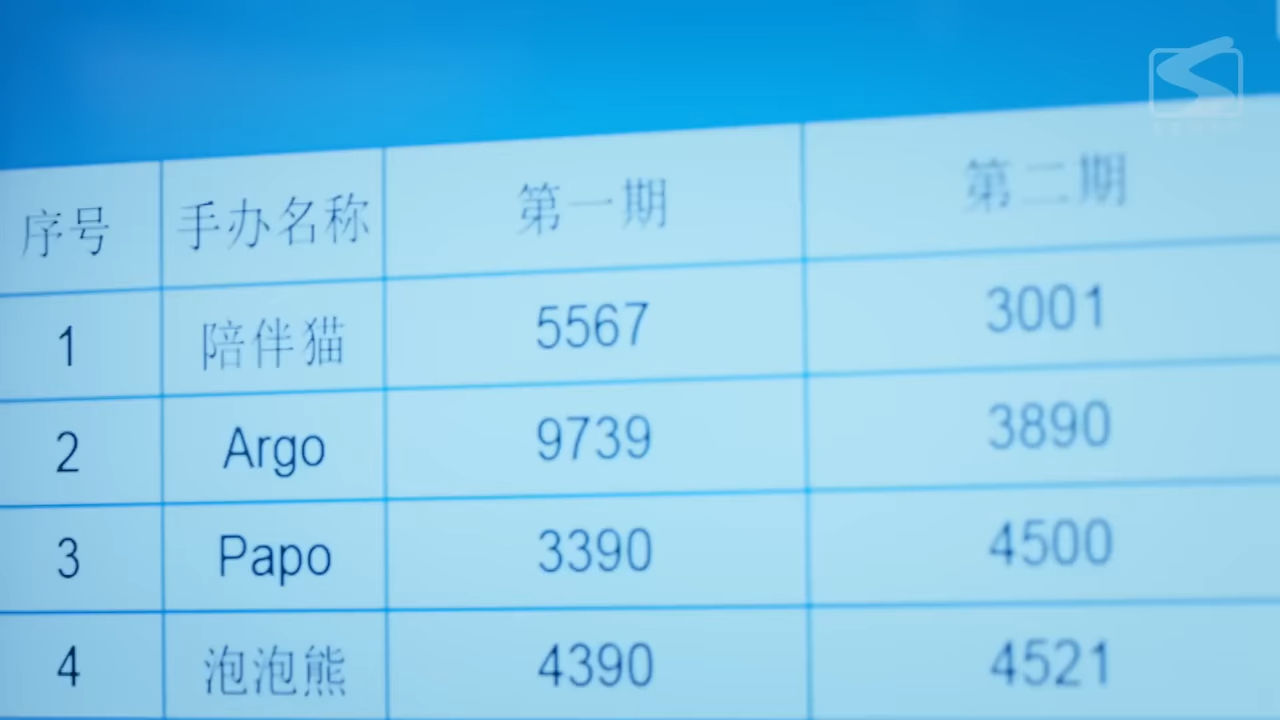 序号 手办名称 第一期 第二期
1 陪伴猫 5567 3001
2 Argo 9739 3890
3 Papo 3390 4500
4 泡泡熊 4390 4521